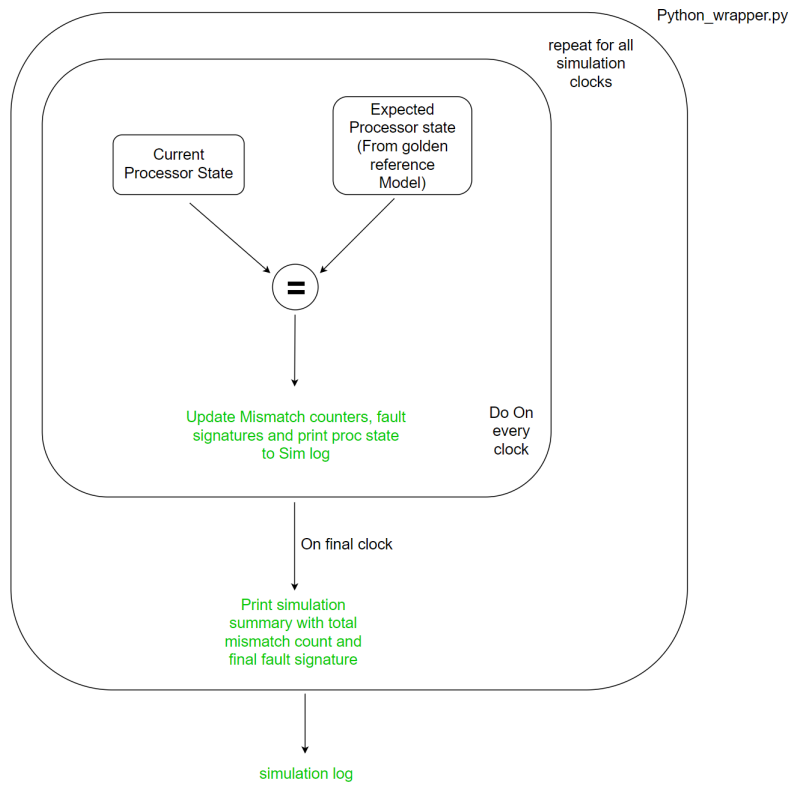 Python_wrapper.py
repeat for all
simulation
clocks
Expected
Processor state
(From golden
reference
Model)
Current
Processor State
=
Update Mismatch counters, fault
signatures and print proc state
to Sim log
Do On
every
clock
On final clock
Print simulation
summary with total
mismatch count and
final fault signature
simulation log